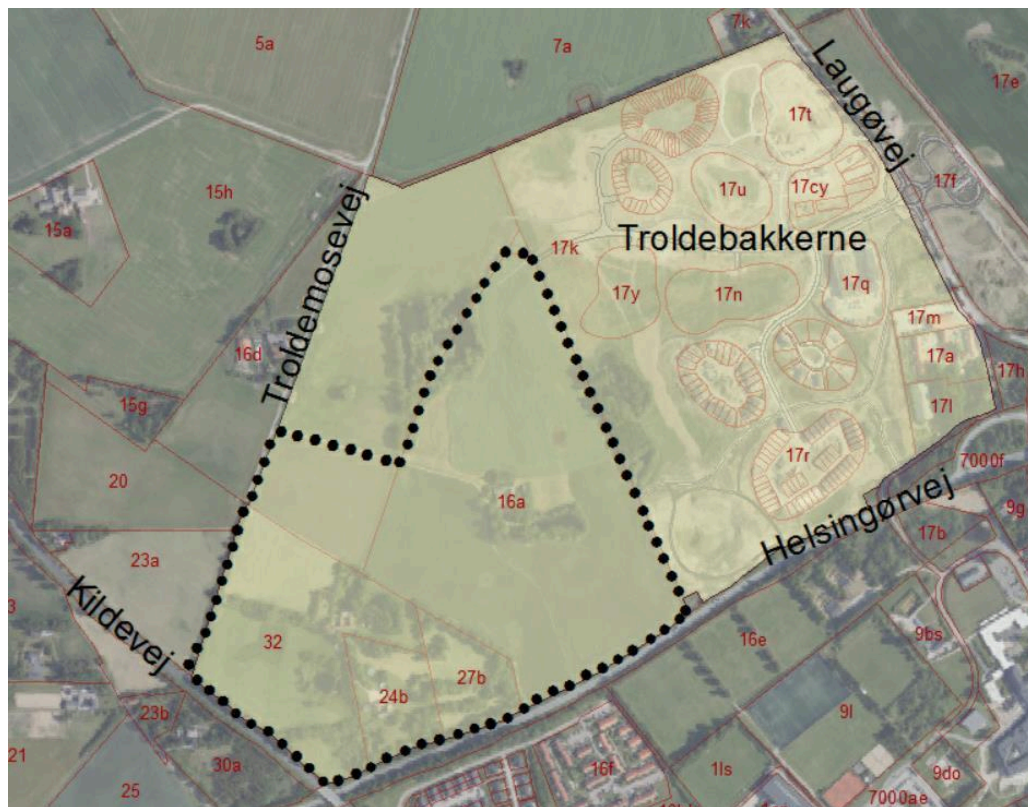 7k
5a
7a
Laugøvej
17e
17t
15h
17u
17cy
17f
15a
Troldebakkerne
17k
17y
17n
17q
Troldemosevej
17m
16d
17a
17h
15g
17l
17r
7000f
20
16a
9g
Helsingørvej
17b
23a
Kildevej
3
32
16e
9bs
27b
24b
23b
9l
21
30a
16f
1ls
9do
25
7000ae